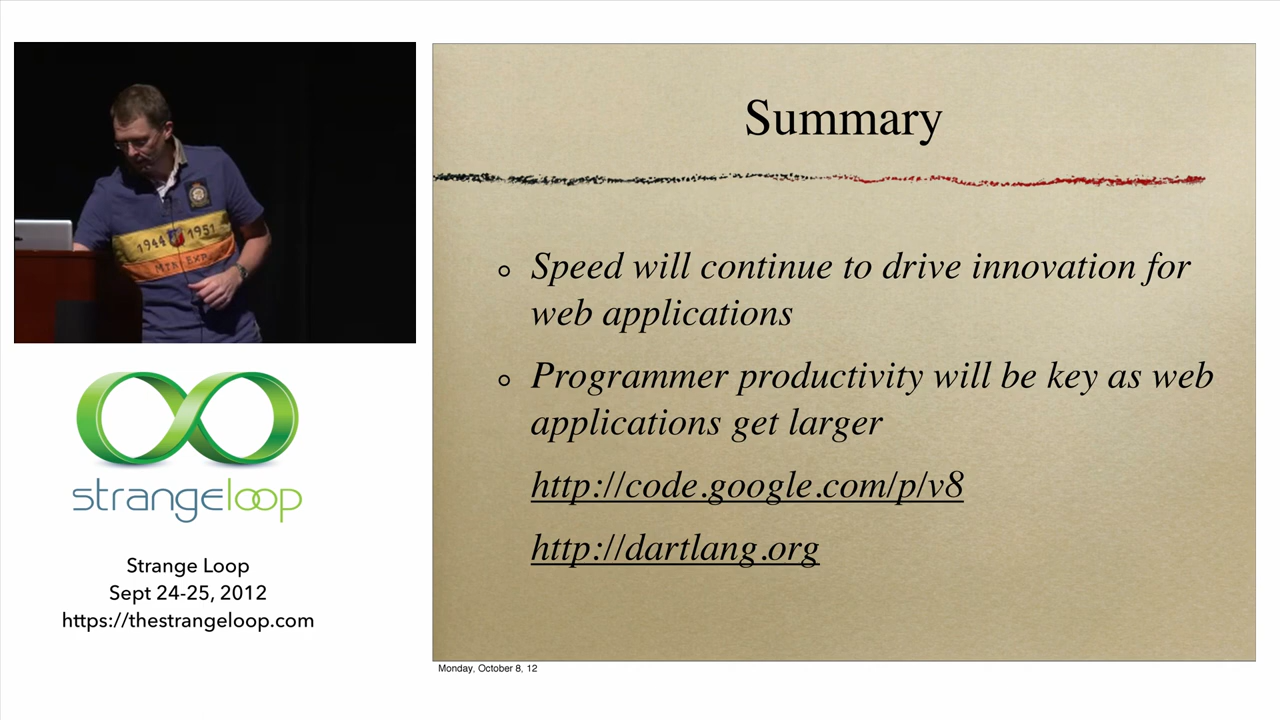 Summary
Speed will continue to drive innovation for
web applications
Programmer productivity will be key as web
applications get larger
http://code.google.com/p/v8
http://dartlang.org
Monday, October 8, 12
1944 1951
MTR EXP.
strangeloop
Strange Loop
Sept 24-25, 2012
https://thestrangeloop.com